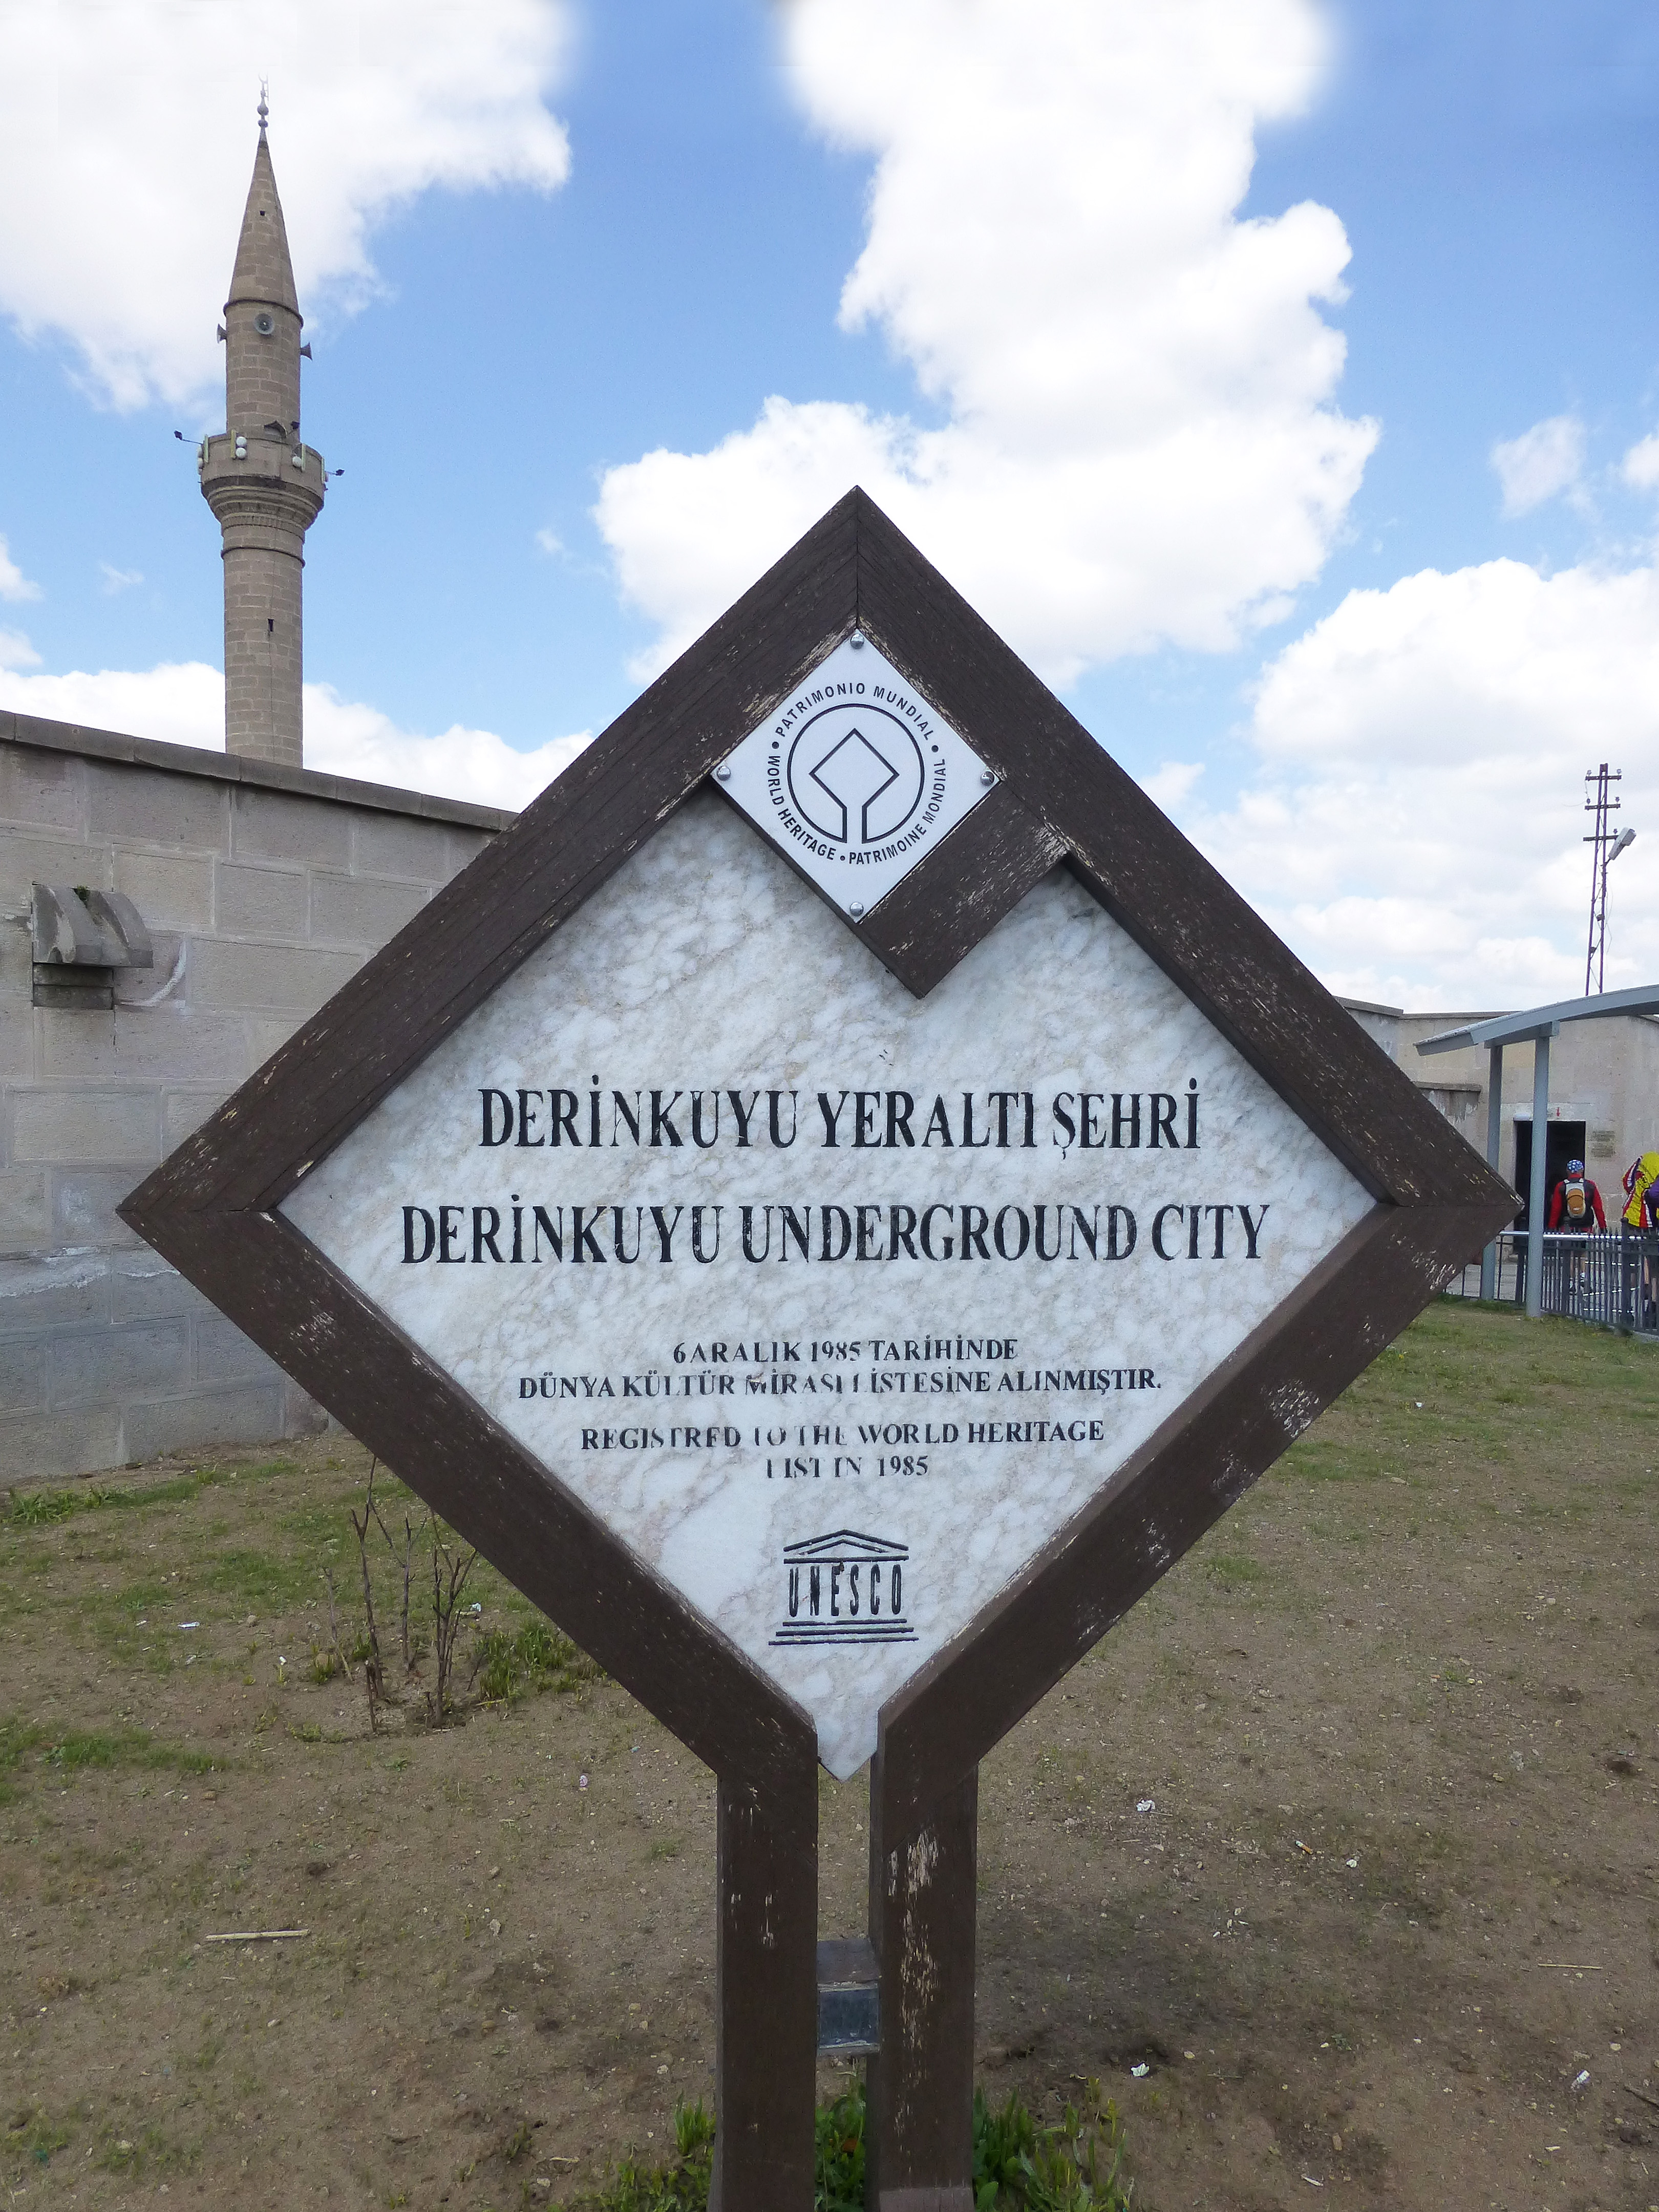 • PATRIMONIO MUNDIAL •
WORLD HERITAGE • PATRIMOINE MONDIAL
DERİNKUYU YERALTI ŞEHRİ
DERİNKUYU UNDERGROUND CITY
6 ARALIK 1985 TARİHİNDE
DÜNYA KÜLTÜR MİRASI LİSTESİNE ALINMIŞTIR.
REGISTRED TO THE WORLD HERITAGE
LIST IN 1985
UNESCO